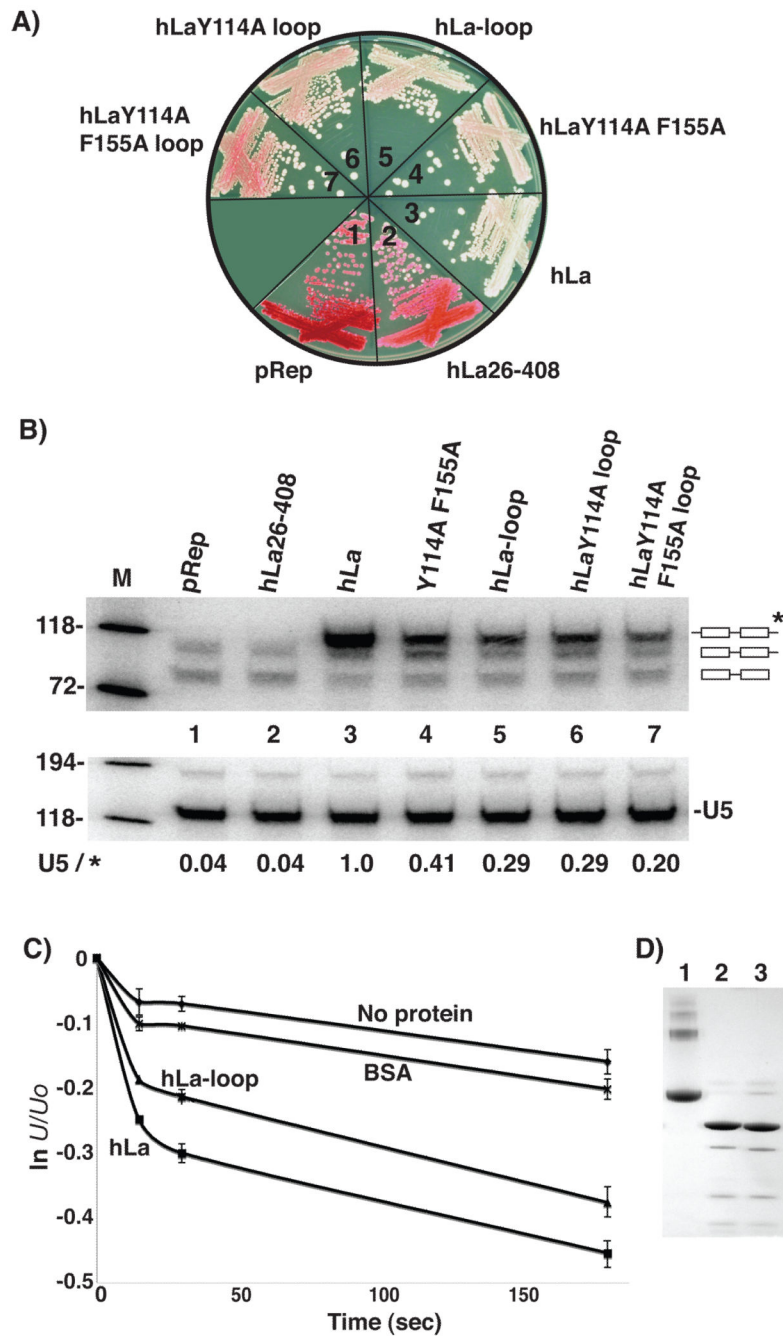 A)
hLaY114A loop
hLa-loop
hLaY114A
F155A loop
hLaY114A F155A
6
5
7
4
3
1
2
hLa
pRep
hLa26-408
B)
M
pRep
hLa26-408
hLa
Y114A F155A
hLa-loop
hLaY114A loop
hLaY114A
F155A loop
118-
*
72-
1 2 3 4 5 6 7
194-
118-
-U5
U5 / * 0.04 0.04 1.0 0.41 0.29 0.29 0.20
C)
D)
0
-0.1
-0.2
-0.3
-0.4
-0.5
ln U/Uo
No protein
BSA
hLa-loop
hLa
0 50 100 150
Time (sec)
1 2 3